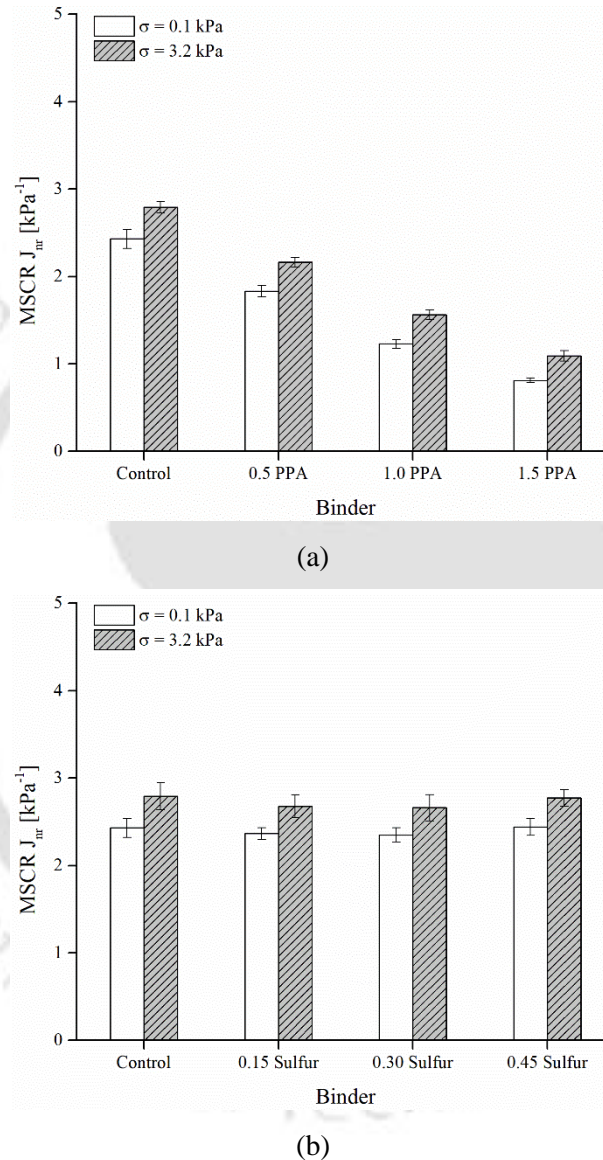 σ = 0.1 kPa
σ = 3.2 kPa
5
4
3
2
1
0
MSCR Jnr [kPa-1]
Control 0.5 PPA 1.0 PPA 1.5 PPA
Binder
(a)
σ = 0.1 kPa
σ = 3.2 kPa
5
4
3
2
1
0
MSCR Jnr [kPa-1]
Control 0.15 Sulfur 0.30 Sulfur 0.45 Sulfur
Binder
(b)